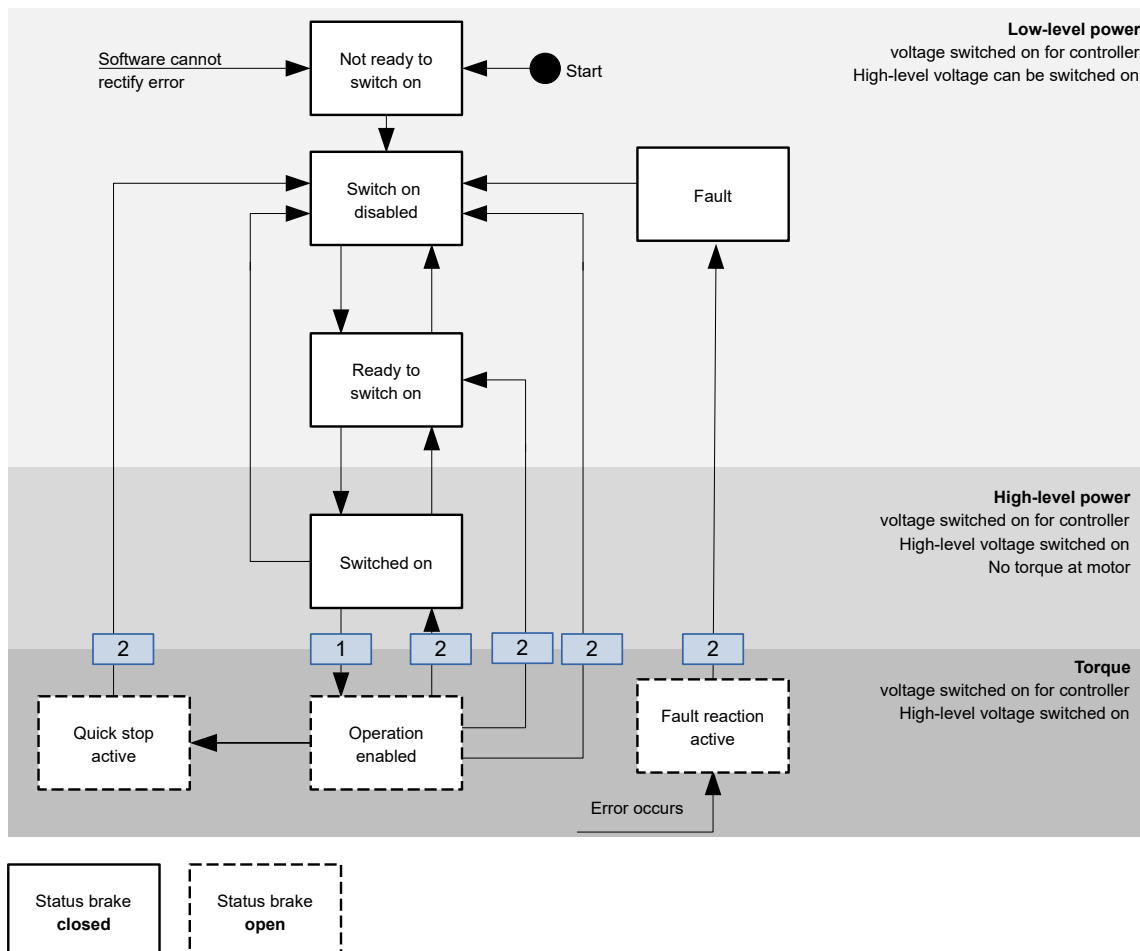 Low-level power
voltage switched on for controller
High-level voltage can be switched on
Software cannot
rectify error
Not ready to
switch on
Start
Switch on
disabled
Fault
Ready to
switch on
High-level power
voltage switched on for controller
High-level voltage switched on
No torque at motor
Switched on
2
1
2
2
2
2
Torque
voltage switched on for controller
High-level voltage switched on
Quick stop
active
Operation
enabled
Fault reaction
active
Error occurs
Status brake
closed
Status brake
open